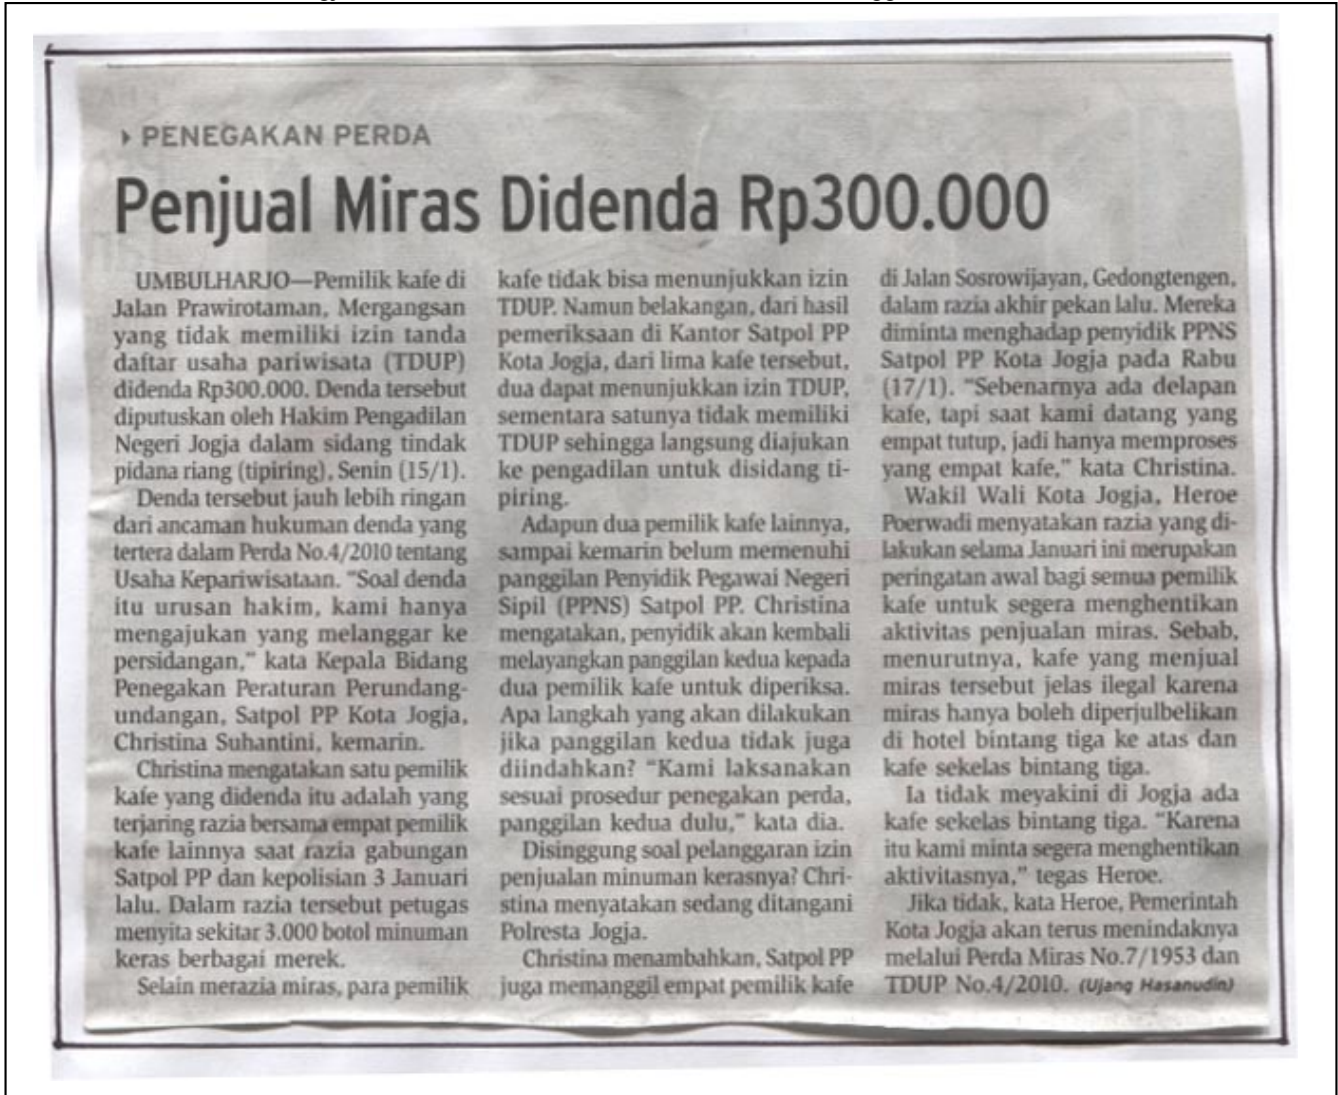 PENEGAKAN PERDA
Penjual Miras Didenda Rp300.000
UMBULHARJO—Pemilik kafe di
Jalan Prawirotaman, Mergangsan
yang tidak memiliki izin tanda
daftar usaha pariwisata (TDUP)
didenda Rp300.000. Denda tersebut
diputuskan oleh Hakim Pengadilan
Negeri Jogja dalam sidang tindak
pidana riang (tipiring), Senin (15/1).
Denda tersebut jauh lebih ringan
dari ancaman hukuman denda yang
tertera dalam Perda No.4/2010 tentang
Usaha Kepariwisataan. “Soal denda
itu urusan hakim, kami hanya
mengajukan yang melanggar ke
persidangan,” kata Kepala Bidang
Penegakan Peraturan Perundang-
undangan, Satpol PP Kota Jogja,
Christina Suhantini, kemarin.
Christina mengatakan satu pemilik
kafe yang didenda itu adalah yang
terjaring razia bersama empat pemilik
kafe lainnya saat razia gabungan
Satpol PP dan kepolisian 3 Januari
lalu. Dalam razia tersebut petugas
menyita sekitar 3.000 botol minuman
keras berbagai merek.
Selain merazia miras, para pemilik
kafe tidak bisa menunjukkan izin
TDUP. Namun belakangan, dari hasil
pemeriksaan di Kantor Satpol PP
Kota Jogja, dari lima kafe tersebut,
dua dapat menunjukkan izin TDUP,
sementara satunya tidak memiliki
TDUP sehingga langsung diajukan
ke pengadilan untuk disidang ti-
piring.
Adapun dua pemilik kafe lainnya,
sampai kemarin belum memenuhi
panggilan Penyidik Pegawai Negeri
Sipil (PPNS) Satpol PP. Christina
mengatakan, penyidik akan kembali
melayangkan panggilan kedua kepada
dua pemilik kafe untuk diperiksa.
Apa langkah yang akan dilakukan
jika panggilan kedua tidak juga
diindahkan? “Kami laksanakan
sesuai prosedur penegakan perda,
panggilan kedua dulu,” kata dia.
Disinggung soal pelanggaran izin
penjualan minuman kerasnya? Chri-
stina menyatakan sedang ditangani
Polresta Jogja.
Christina menambahkan, Satpol PP
juga memanggil empat pemilik kafe
di Jalan Sosrowijayan, Gedongtengen,
dalam razia akhir pekan lalu. Mereka
diminta menghadap penyidik PPNS
Satpol PP Kota Jogja pada Rabu
(17/1). “Sebenarnya ada delapan
kafe, tapi saat kami datang yang
empat tutup, jadi hanya memproses
yang empat kafe,” kata Christina.
Wakil Wali Kota Jogja, Heroe
Poerwadi menyatakan razia yang di-
lakukan selama Januari ini merupakan
peringatan awal bagi semua pemilik
kafe untuk segera menghentikan
aktivitas penjualan miras. Sebab,
menurutnya, kafe yang menjual
miras tersebut jelas ilegal karena
miras hanya boleh diperjulbelikan
di hotel bintang tiga ke atas dan
kafe sekelas bintang tiga.
Ia tidak meyakini di Jogja ada
kafe sekelas bintang tiga. “Karena
itu kami minta segera menghentikan
aktivitasnya,” tegas Heroe.
Jika tidak, kata Heroe, Pemerintah
Kota Jogja akan terus menindaknya
melalui Perda Miras No.7/1953 dan
TDUP No.4/2010. (Ujang Hasanudin)